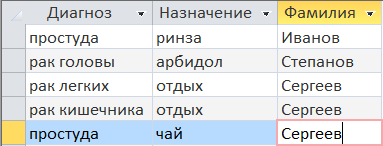 Диагноз Назначение Фамилия
простуда ринза Иванов
рак головы арбидол Степанов
рак легких отдых Сергеев
рак кишечника отдых Сергеев
простуда чай Сергеев